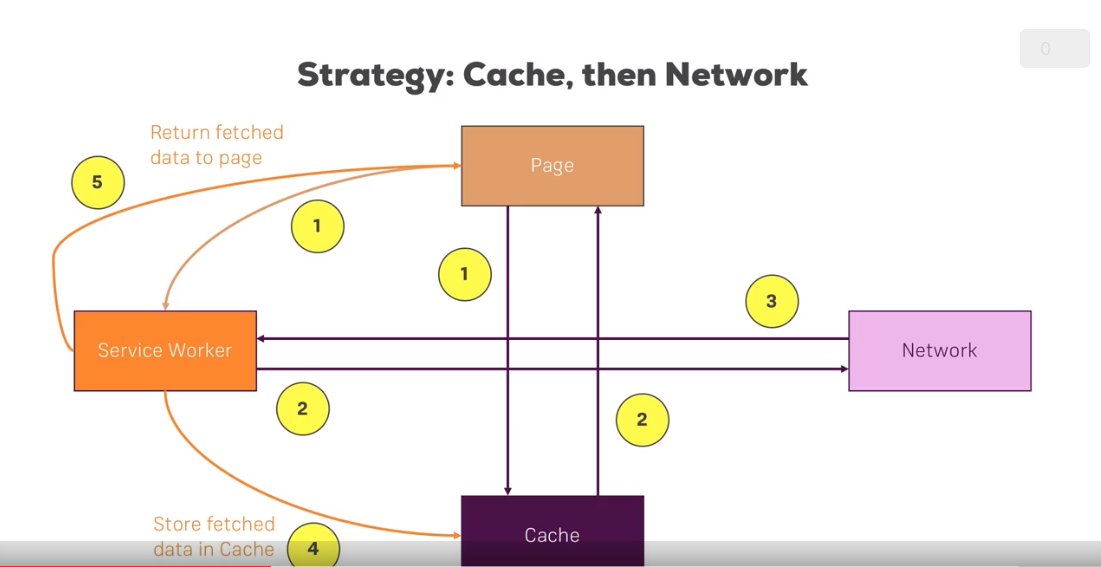 0
Strategy: Cache, then Network
Return fetched
data to page
Page
5
1
1
3
Service Worker
Network
2
2
Store fetched
data in Cache
4
Cache